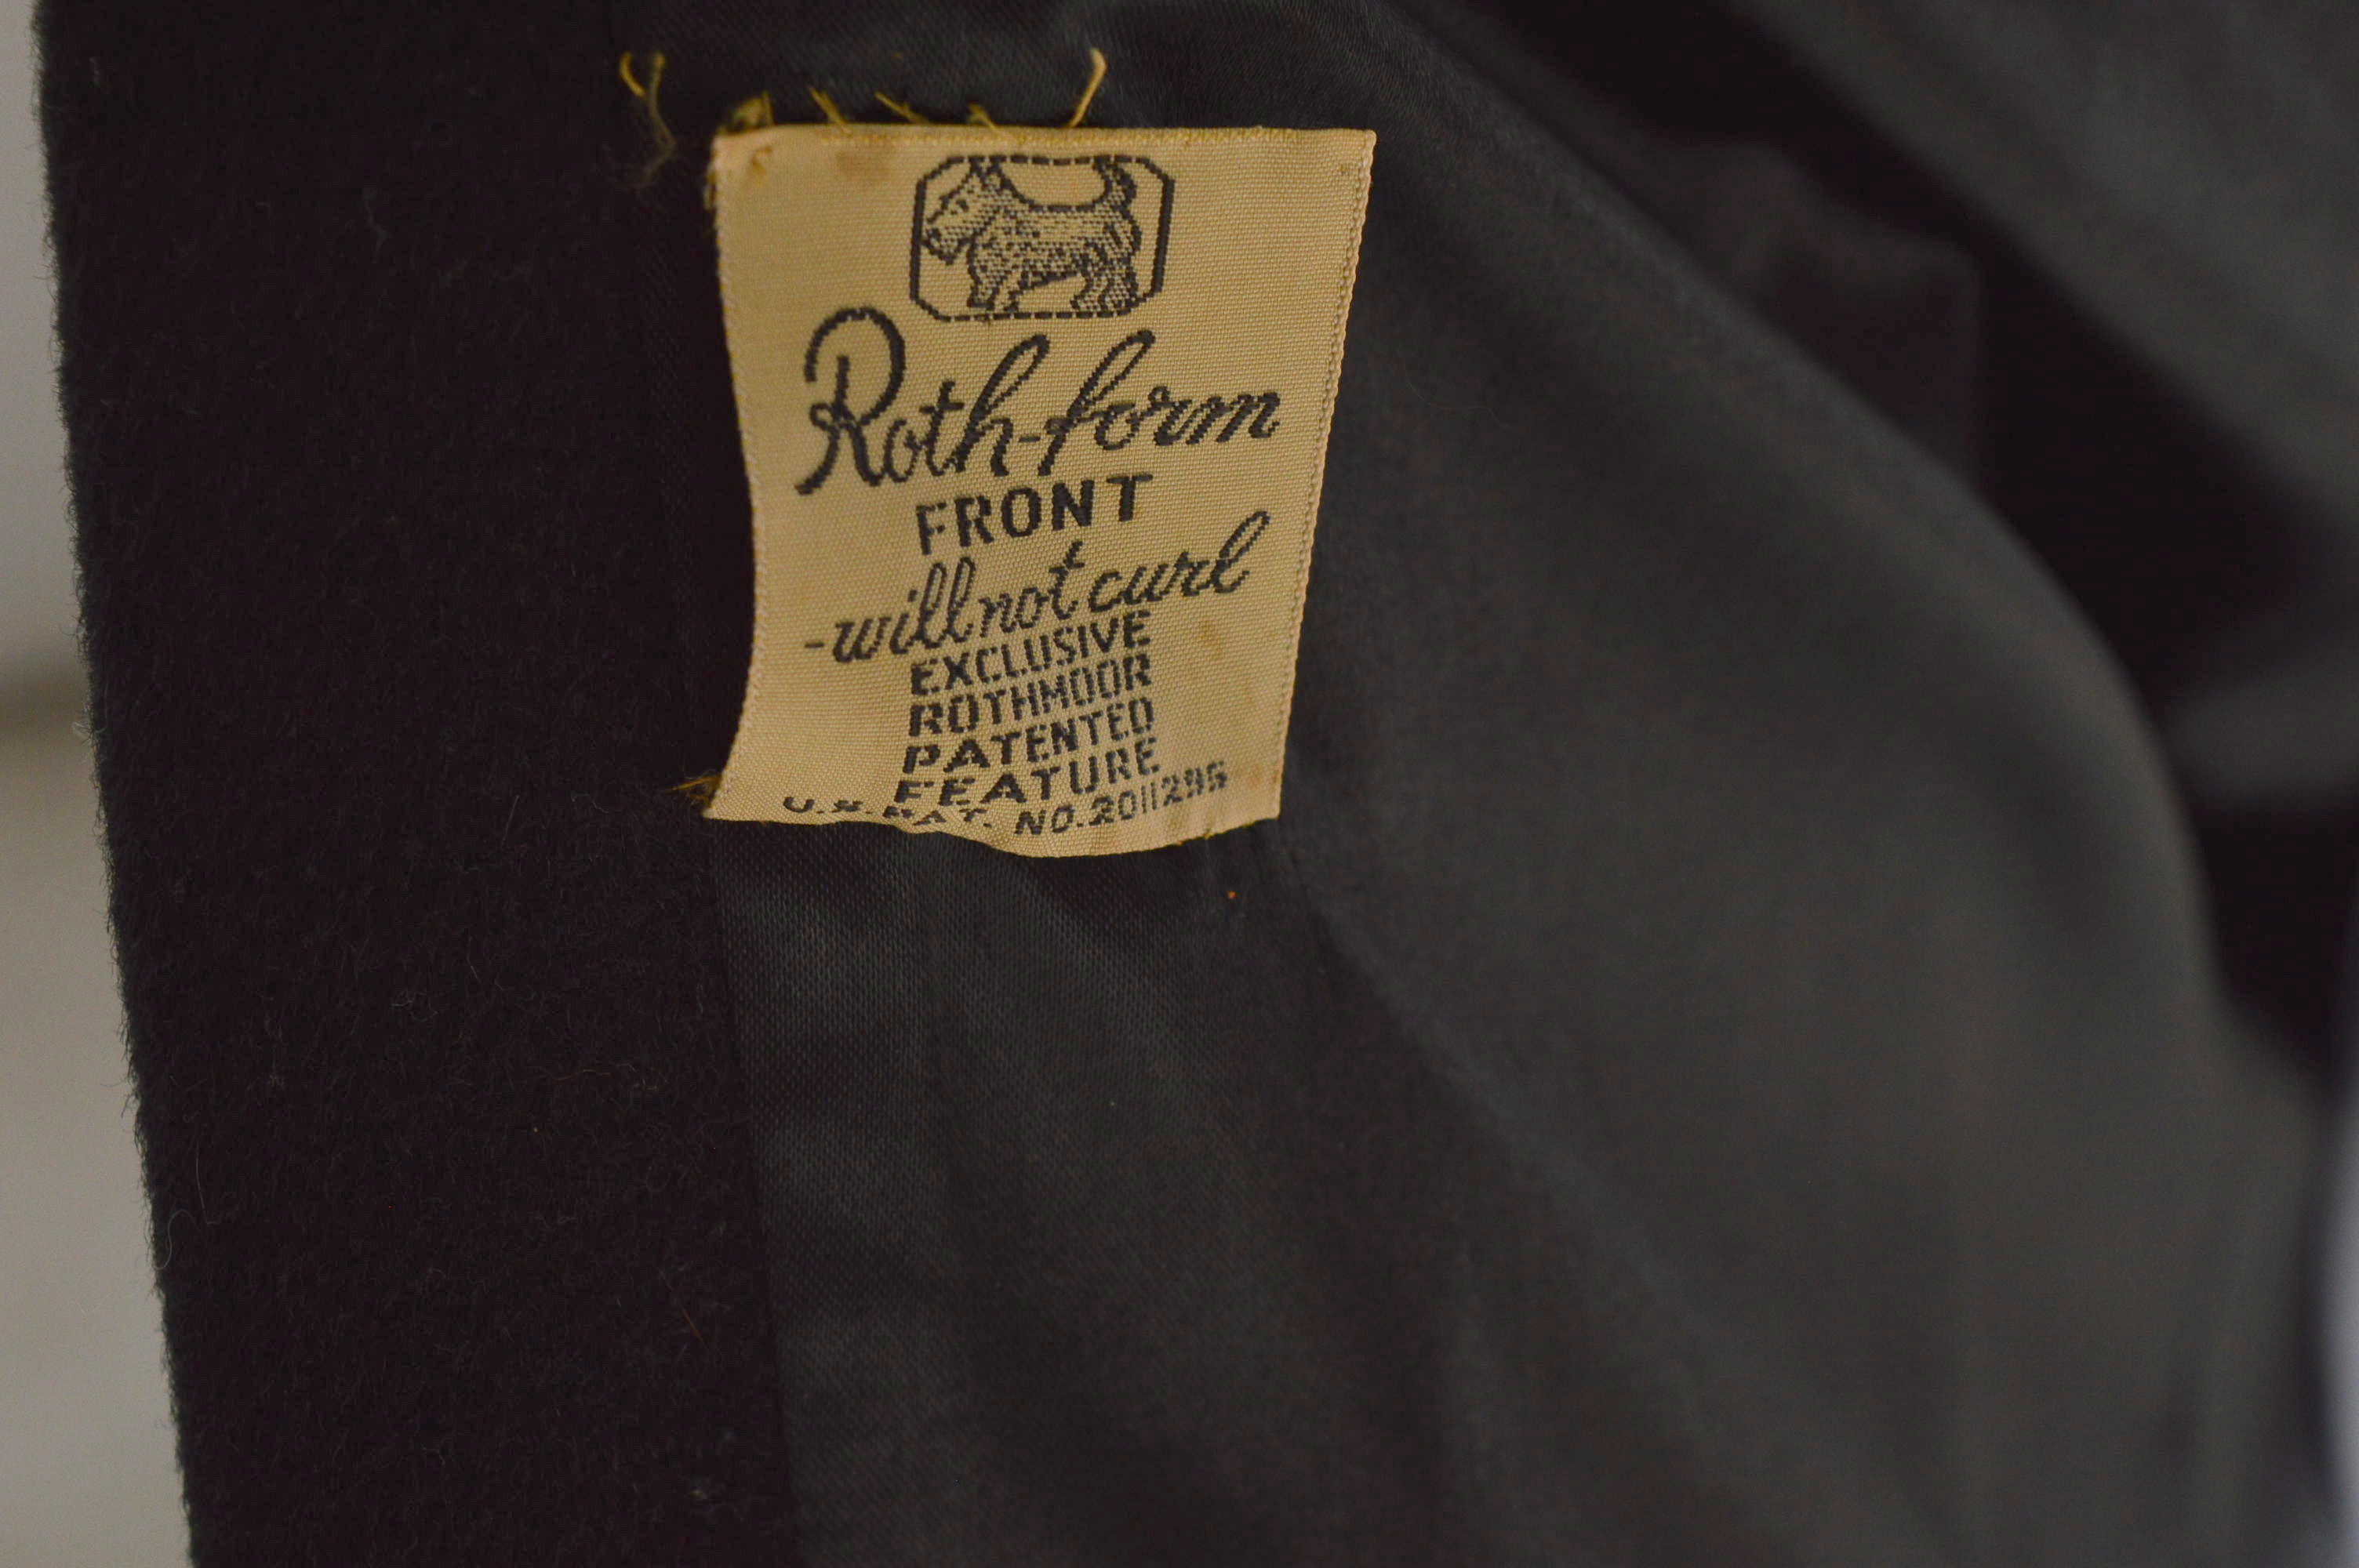 Roth-form
FRONT
-will not curl
EXCLUSIVE
ROTHMOOR
PATENTED
FEATURE
U.S. PAT. NO. 2011295